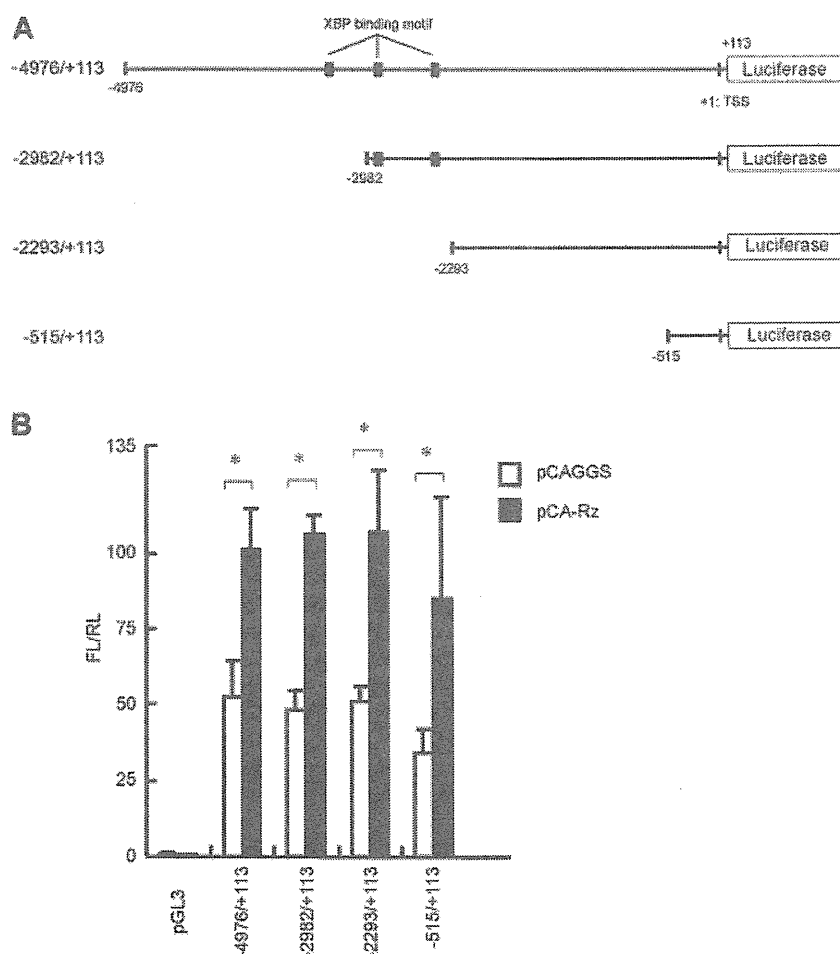 A
XBP binding motif
-4976/+113
-4976
+113
Luciferase
+1: TSS
-2982/+113
-2982
Luciferase
-2293/+113
-2293
Luciferase
-515/+113
-515
Luciferase
B
135
100
75
50
25
0
FL/RL
* * * *
pCAGGS
pCA-Rz
pGL3
-4976/+113
-2982/+113
-2293/+113
-515/+113